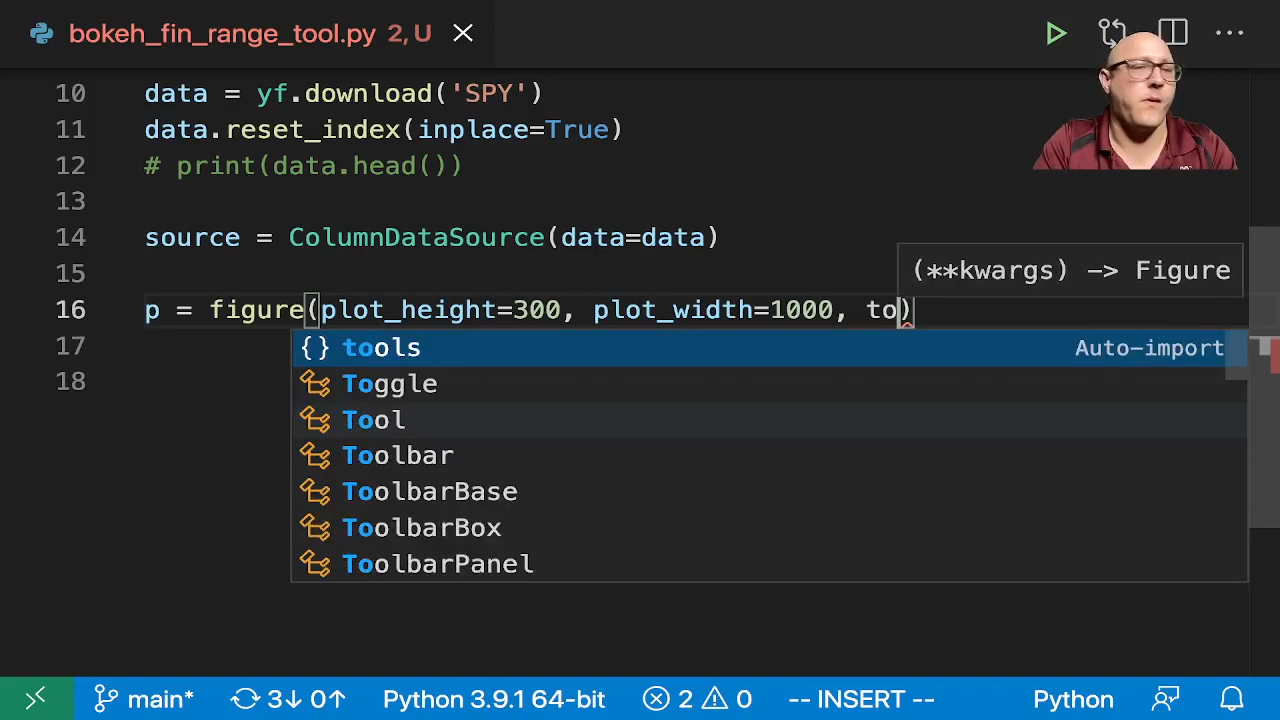 bokeh_fin_range_tool.py 2, U
10 data = yf.download('SPY')
11 data.reset_index(inplace=True)
12 # print(data.head())
13
14 source = ColumnDataSource(data=data)
15
(**kwargs) -> Figure
16 p = figure(plot_height=300, plot_width=1000, to)
17
18
{} tools Auto-import
Toggle
Tool
Toolbar
ToolbarBase
ToolbarBox
ToolbarPanel
main* 3↓ 0↑ Python 3.9.1 64-bit 2 0 -- INSERT -- Python